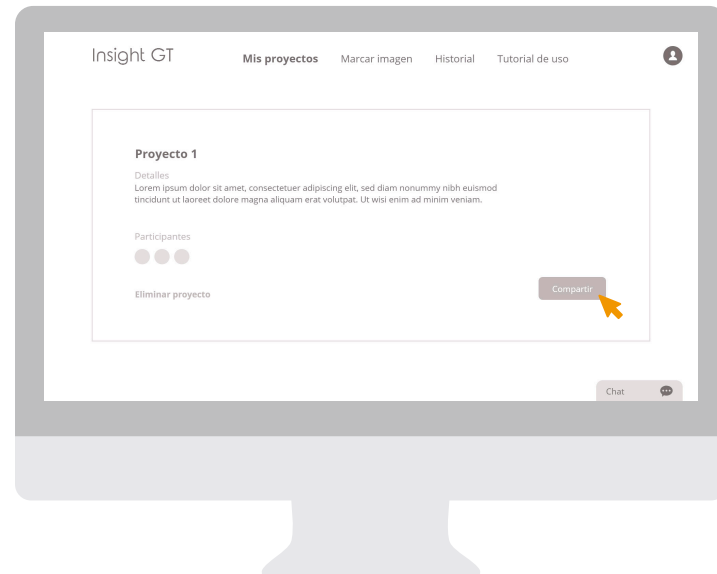 Insight GT
Mis proyectos Marcar imagen Historial Tutorial de uso
Proyecto 1
Detalles
Lorem ipsum dolor sit amet, consectetuer adipiscing elit, sed diam nonummy nibh euismod
tincidunt ut laoreet dolore magna aliquam erat volutpat. Ut wisi enim ad minim veniam.
Participantes
Eliminar proyecto
Compartir
Chat